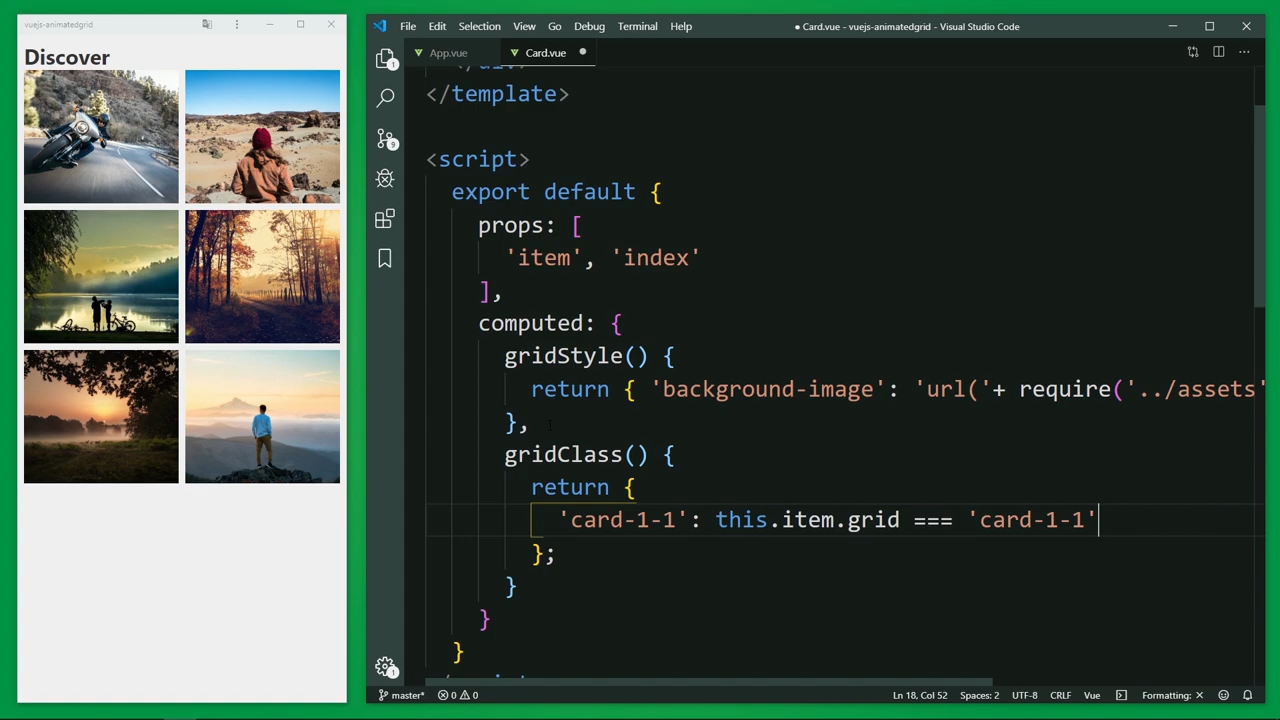 vuejs-animatedgrid
Discover
File Edit Selection View Go Debug Terminal Help
● Card.vue - vuejs-animatedgrid - Visual Studio Code
App.vue
Card.vue
</template>
<script>
export default {
props: [
'item', 'index'
],
computed: {
gridStyle() {
return { 'background-image': 'url('+ require('../assets'
},
gridClass() {
return {
'card-1-1': this.item.grid === 'card-1-1'
};
}
}
}
1
9
1
master* 0 0
Ln 18, Col 52 Spaces: 2 UTF-8 CRLF Vue Formatting: ×